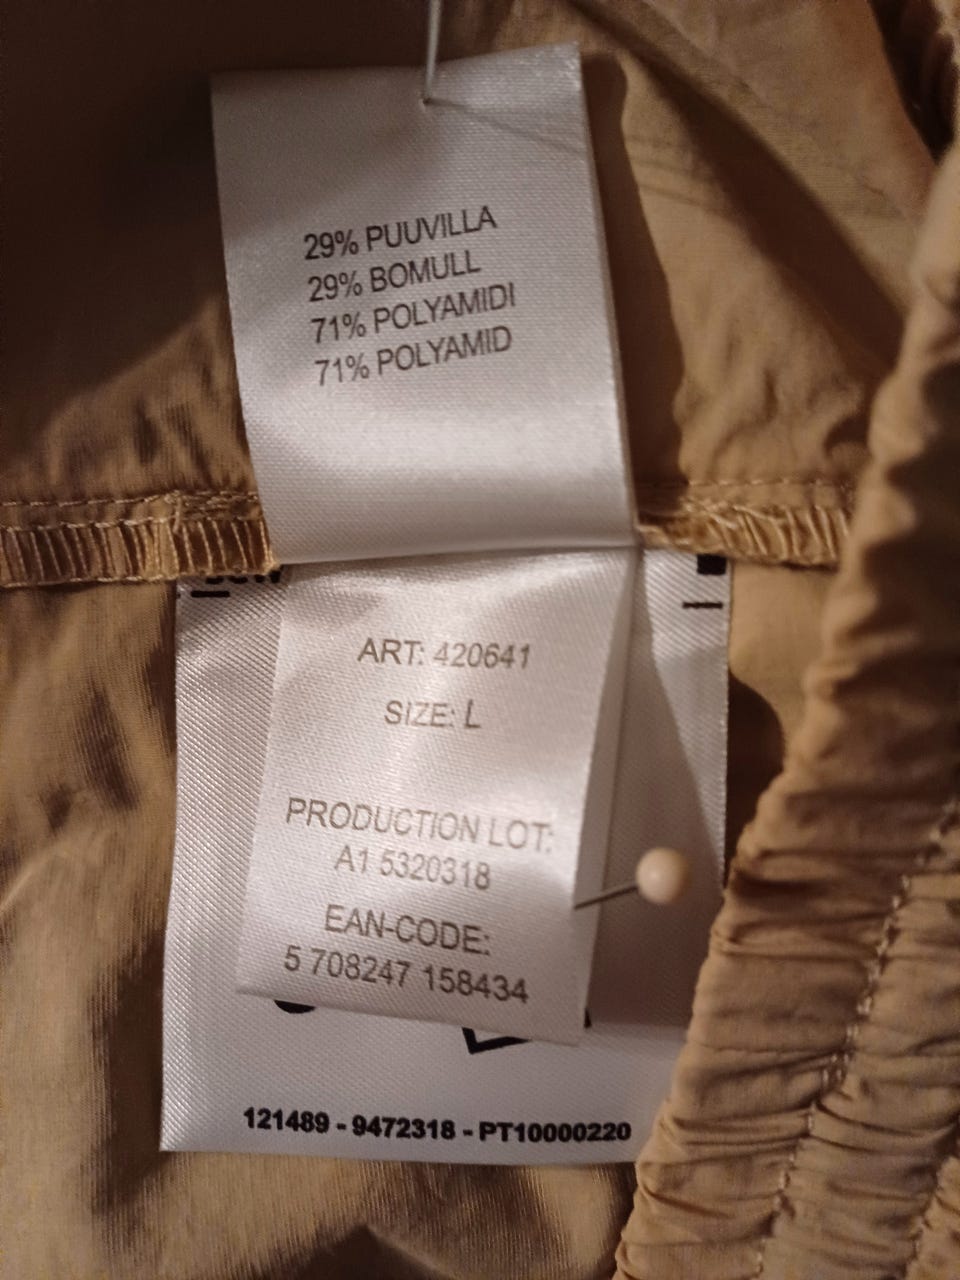 29% PUUVILLA
29% BOMULL
71% POLYAMIDI
71% POLYAMID
ART: 420641
SIZE: L
PRODUCTION LOT:
A1 5320318
EAN-CODE:
5 708247 158434
121489 - 9472318 - PT10000220